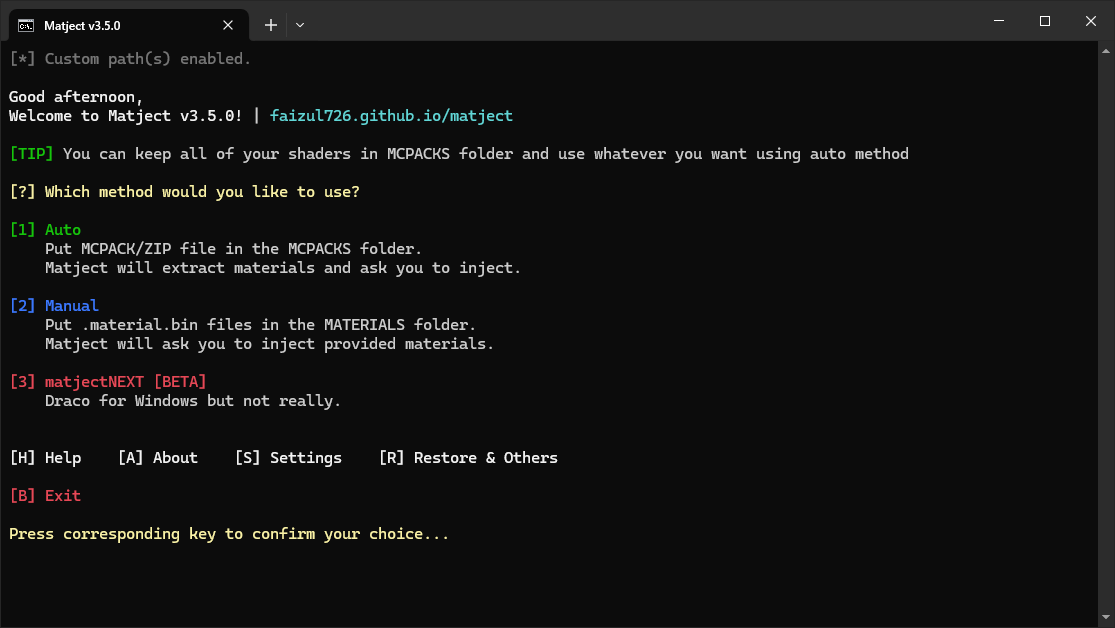 Matject v3.5.0
[*] Custom path(s) enabled.
Good afternoon,
Welcome to Matject v3.5.0! | faizul726.github.io/matject
[TIP] You can keep all of your shaders in MCPACKS folder and use whatever you want using auto method
[?] Which method would you like to use?
[1] Auto
Put MCPACK/ZIP file in the MCPACKS folder.
Matject will extract materials and ask you to inject.
[2] Manual
Put .material.bin files in the MATERIALS folder.
Matject will ask you to inject provided materials.
[3] matjectNEXT [BETA]
Draco for Windows but not really.
[H] Help    [A] About    [S] Settings    [R] Restore & Others
[B] Exit
Press corresponding key to confirm your choice...